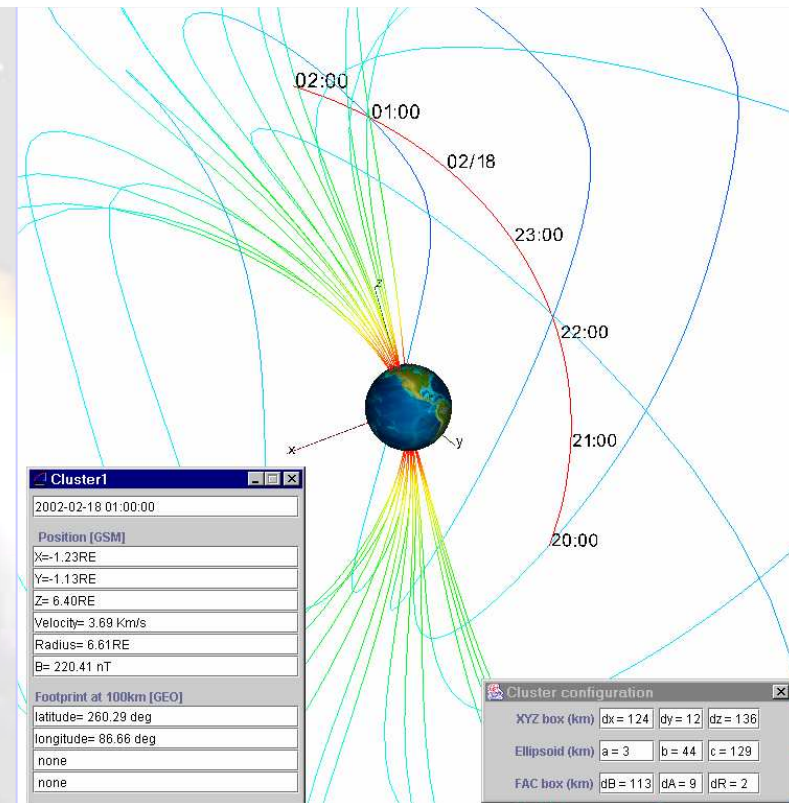 02:00
01:00
02/18
23:00
z
22:00
x
y
21:00
20:00
Cluster1
2002-02-18 01:00:00
Position [GSM]
X=-1.23RE
Y=-1.13RE
Z= 6.40RE
Velocity= 3.69 Km/s
Radius= 6.61RE
B= 220.41 nT
Footprint at 100km [GEO]
latitude= 260.29 deg
longitude= 86.66 deg
none
none
Cluster configuration
XYZ box (km) dx = 124 dy = 12 dz = 136
Ellipsoid (km) a = 3 b = 44 c = 129
FAC box (km) dB = 113 dA = 9 dR = 2